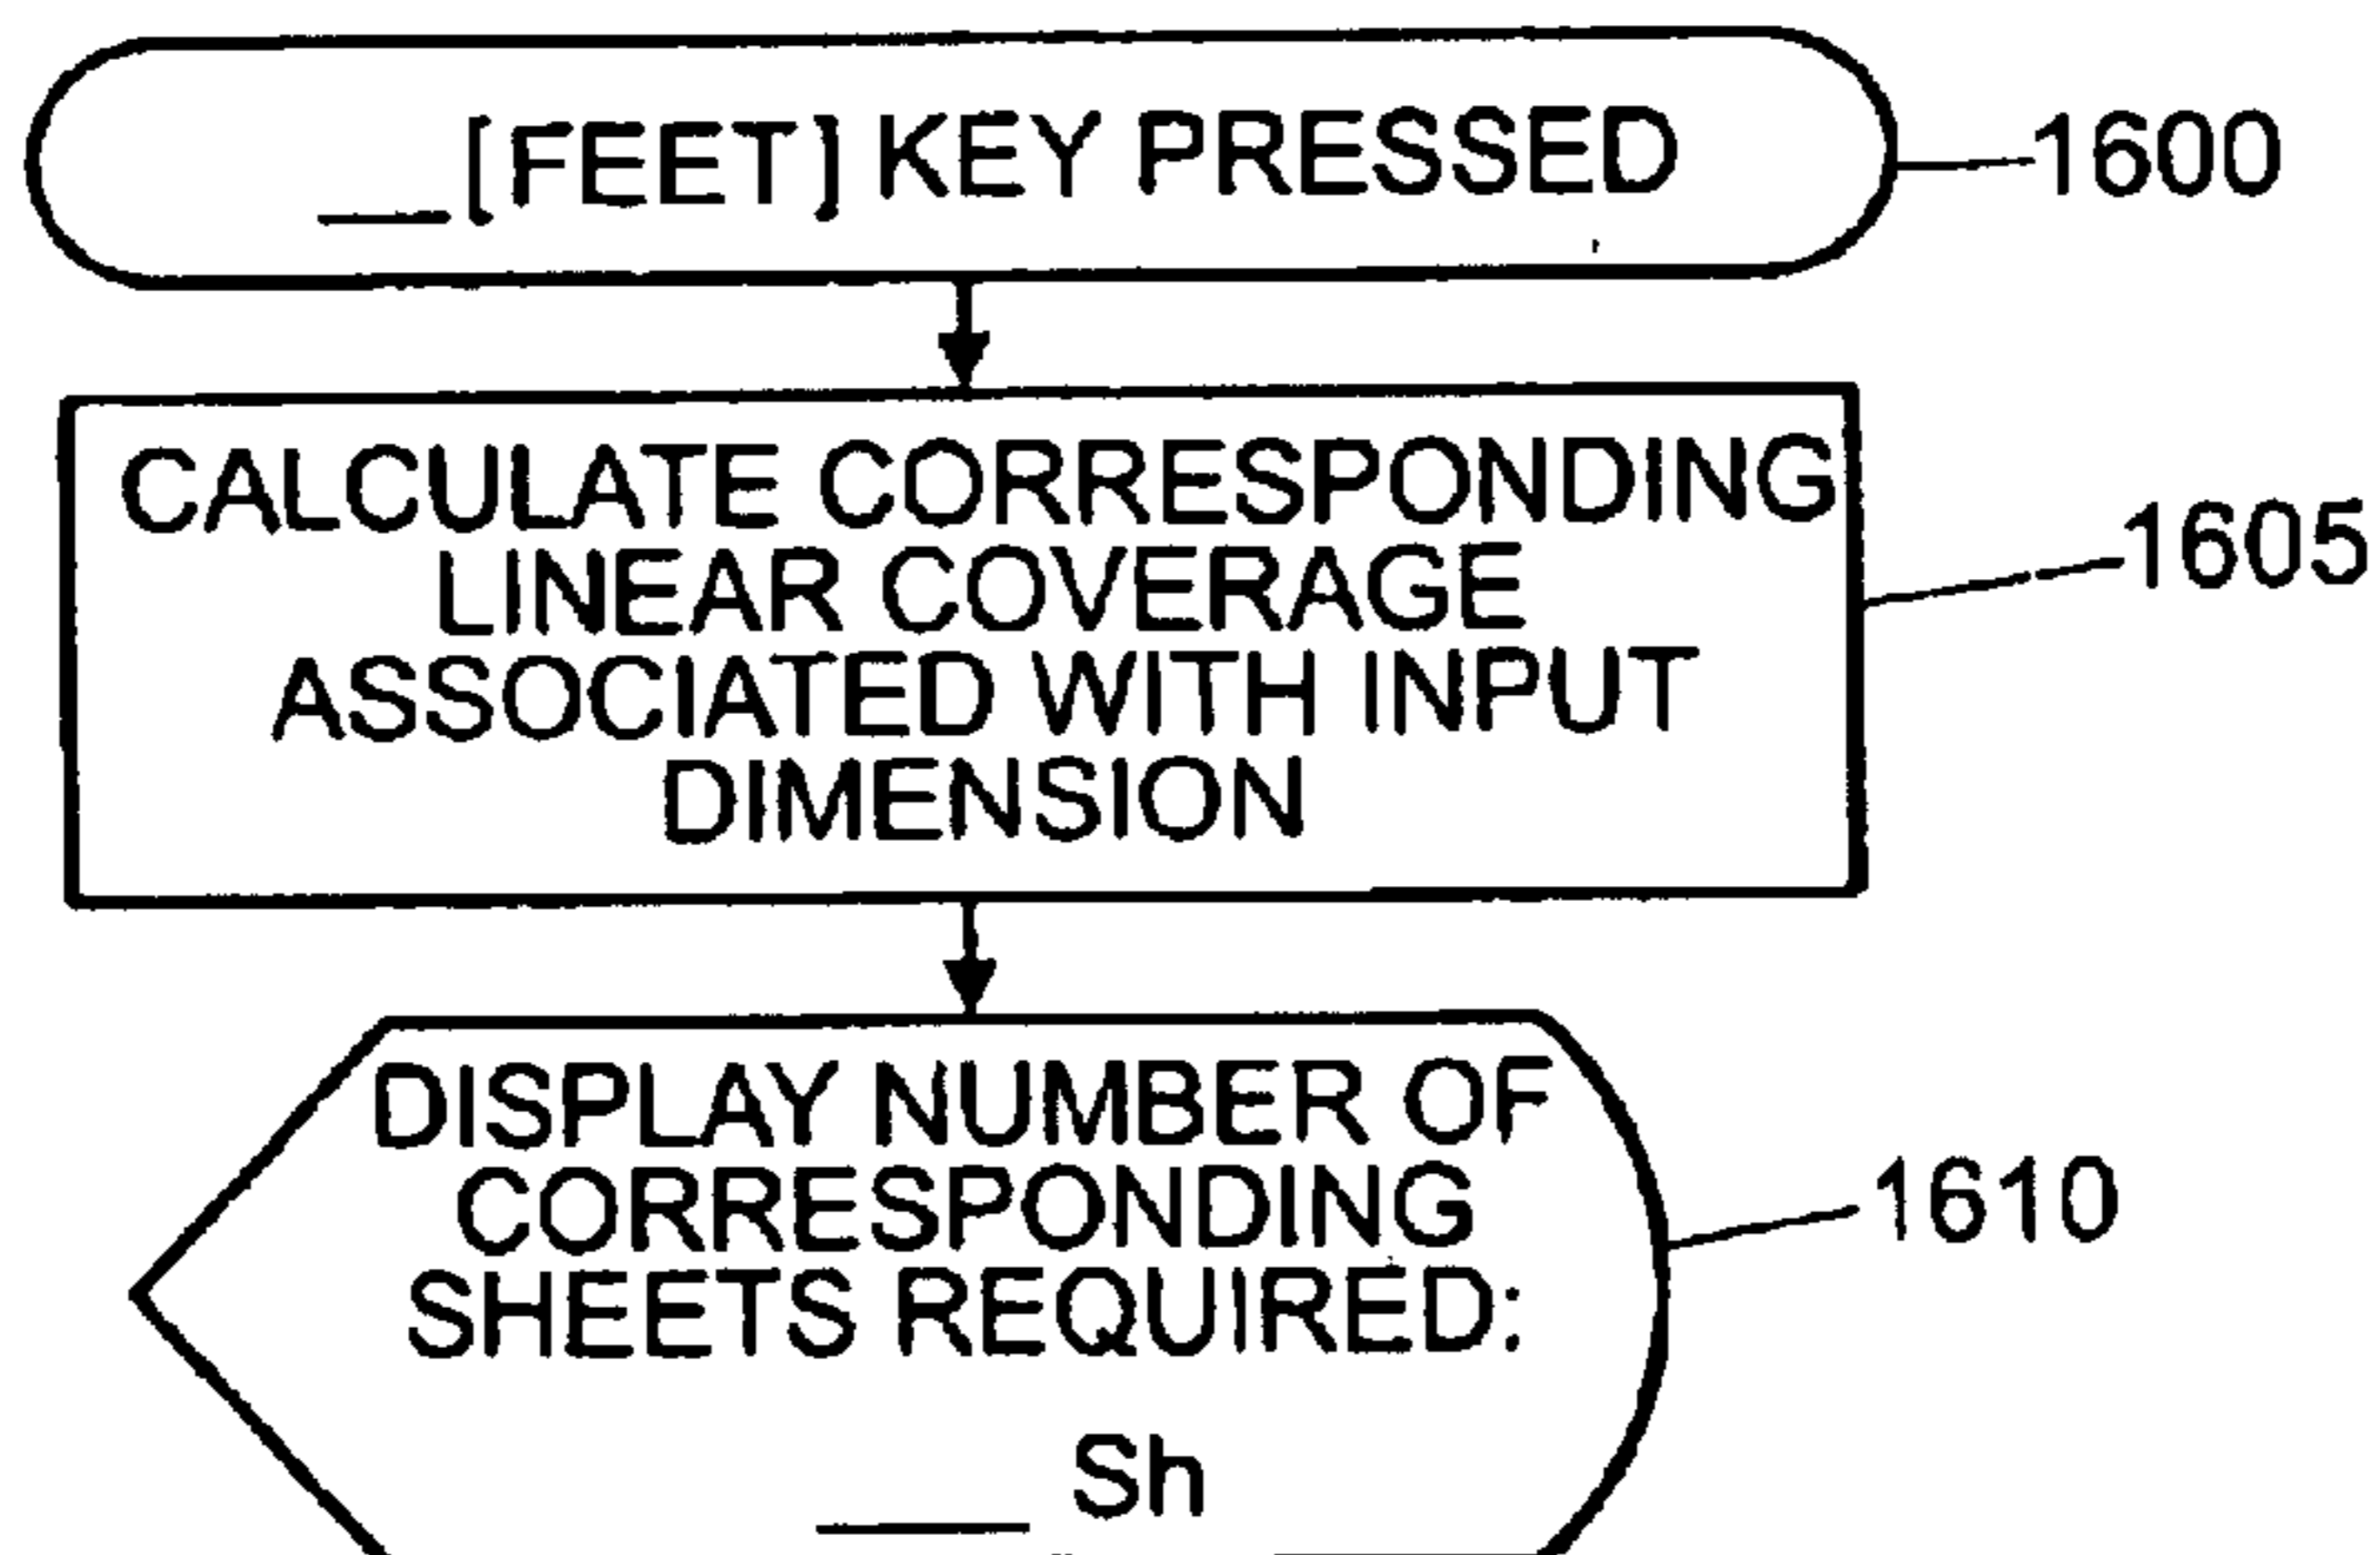 __[FEET] KEY PRESSED
1600
CALCULATE CORRESPONDING
LINEAR COVERAGE
ASSOCIATED WITH INPUT
DIMENSION
1605
DISPLAY NUMBER OF
CORRESPONDING
SHEETS REQUIRED:
___ Sh
1610